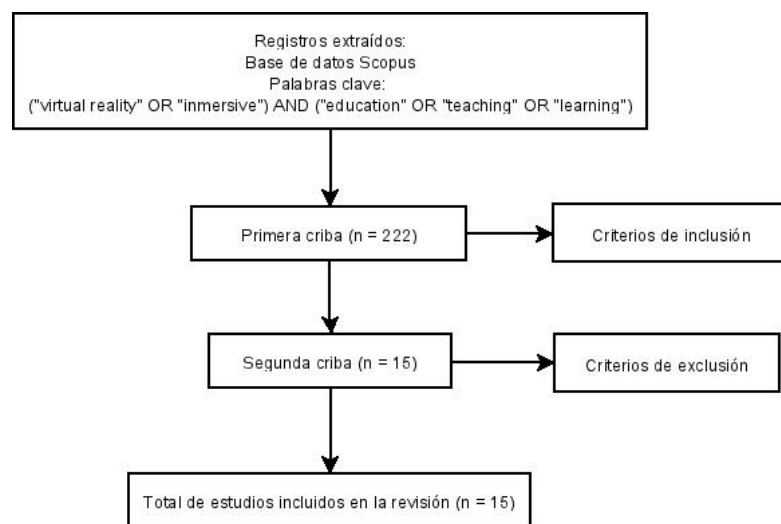 Registros extraídos:
Base de datos Scopus
Palabras clave:
("virtual reality" OR "inmersive") AND ("education" OR "teaching" OR "learning")
Primera criba (n = 222)
Criterios de inclusión
Segunda criba (n = 15)
Criterios de exclusión
Total de estudios incluidos en la revisión (n = 15)